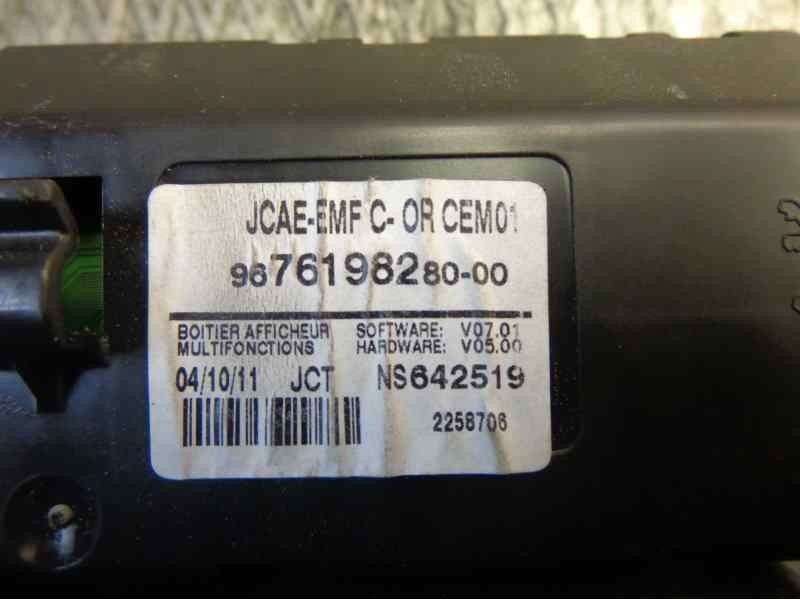 JCAE-EMF C- OR CEM01
9676198280-00
BOITIER AFFICHEUR SOFTWARE: V07.01
MULTIFONCTIONS HARDWARE: V05.00
04/10/11 JCT NS642519
2258706